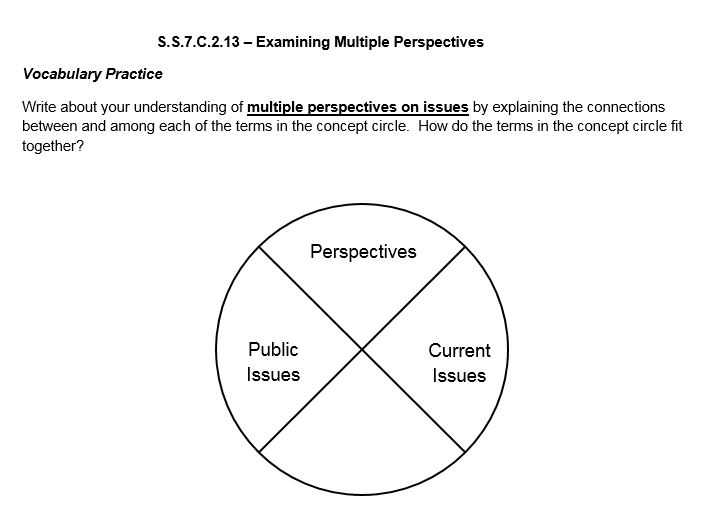 S.S.7.C.2.13 – Examining Multiple Perspectives
Vocabulary Practice
Write about your understanding of multiple perspectives on issues by explaining the connections
between and among each of the terms in the concept circle.  How do the terms in the concept circle fit
together?
Perspectives
Public
Issues
Current
Issues